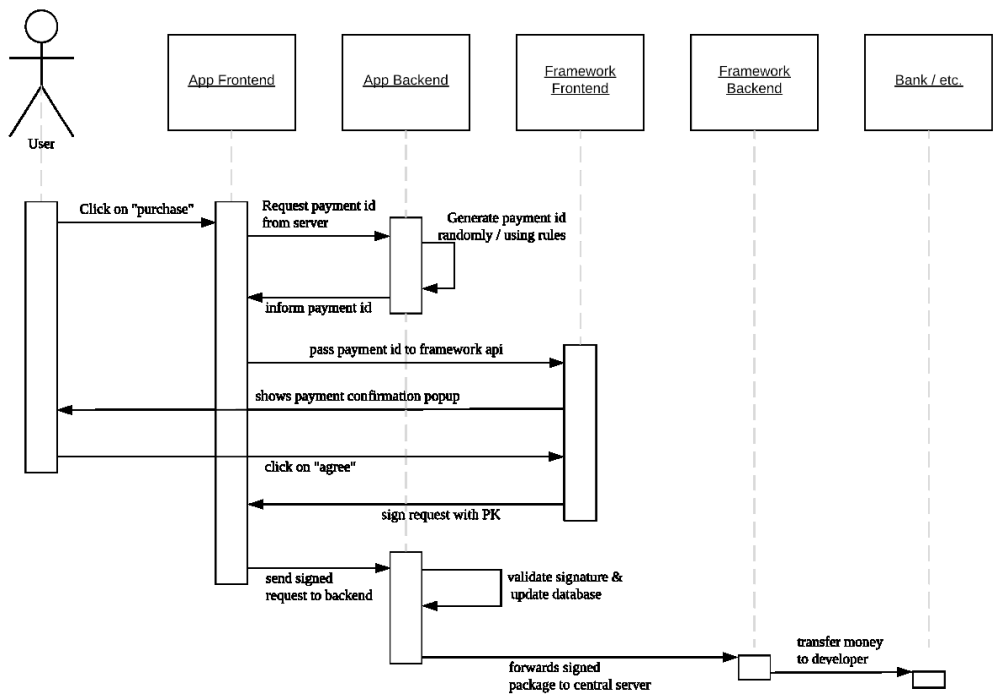 App Frontend
App Backend
Framework
Frontend
Framework
Backend
Bank / etc.
User
Click on "purchase"
Request payment id
from server
Generate payment id
randomly / using rules
inform payment id
pass payment id to framework api
shows payment confirmation popup
click on "agree"
sign request with PK
send signed
request to backend
validate signature &
update database
forwards signed
package to central server
transfer money
to developer